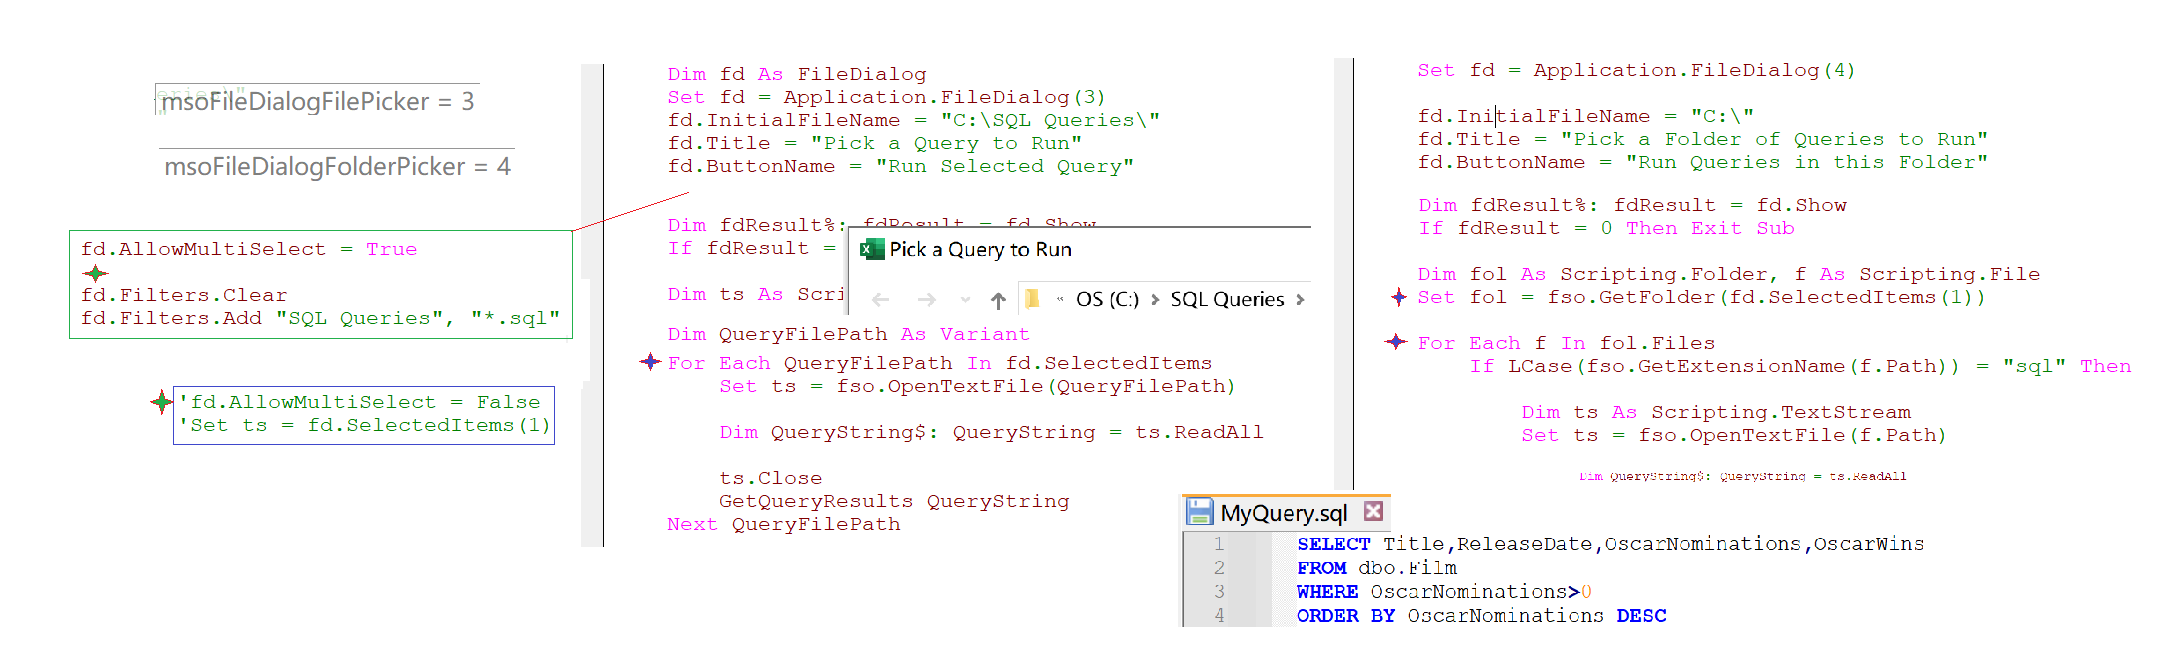 msoFileDialogFilePicker = 3
msoFileDialogFolderPicker = 4
fd.AllowMultiSelect = True
fd.Filters.Clear
fd.Filters.Add "SQL Queries", "*.sql"
'fd.AllowMultiSelect = False
'Set ts = fd.SelectedItems(1)
Dim fd As FileDialog
Set fd = Application.FileDialog(3)
fd.InitialFileName = "C:\SQL Queries\"
fd.Title = "Pick a Query to Run"
fd.ButtonName = "Run Selected Query"
Dim fdResult%: fdResult = fd.Show
If fdResult =
Pick a Query to Run
« OS (C:) > SQL Queries >
Dim ts As Scri
Dim QueryFilePath As Variant
For Each QueryFilePath In fd.SelectedItems
Set ts = fso.OpenTextFile(QueryFilePath)
Dim QueryString$: QueryString = ts.ReadAll
ts.Close
GetQueryResults QueryString
Next QueryFilePath
Set fd = Application.FileDialog(4)
fd.InitialFileName = "C:\"
fd.Title = "Pick a Folder of Queries to Run"
fd.ButtonName = "Run Queries in this Folder"
Dim fdResult%: fdResult = fd.Show
If fdResult = 0 Then Exit Sub
Dim fol As Scripting.Folder, f As Scripting.File
Set fol = fso.GetFolder(fd.SelectedItems(1))
For Each f In fol.Files
If LCase(fso.GetExtensionName(f.Path)) = "sql" Then
Dim ts As Scripting.TextStream
Set ts = fso.OpenTextFile(f.Path)
Dim QueryString$: QueryString = ts.ReadAll
MyQuery.sql
1 SELECT Title,ReleaseDate,OscarNominations,OscarWins
2 FROM dbo.Film
3 WHERE OscarNominations>0
4 ORDER BY OscarNominations DESC